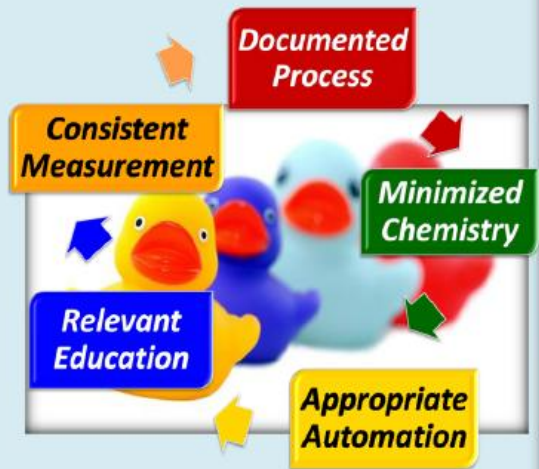 Documented
Process
Consistent
Measurement
Minimized
Chemistry
Relevant
Education
Appropriate
Automation